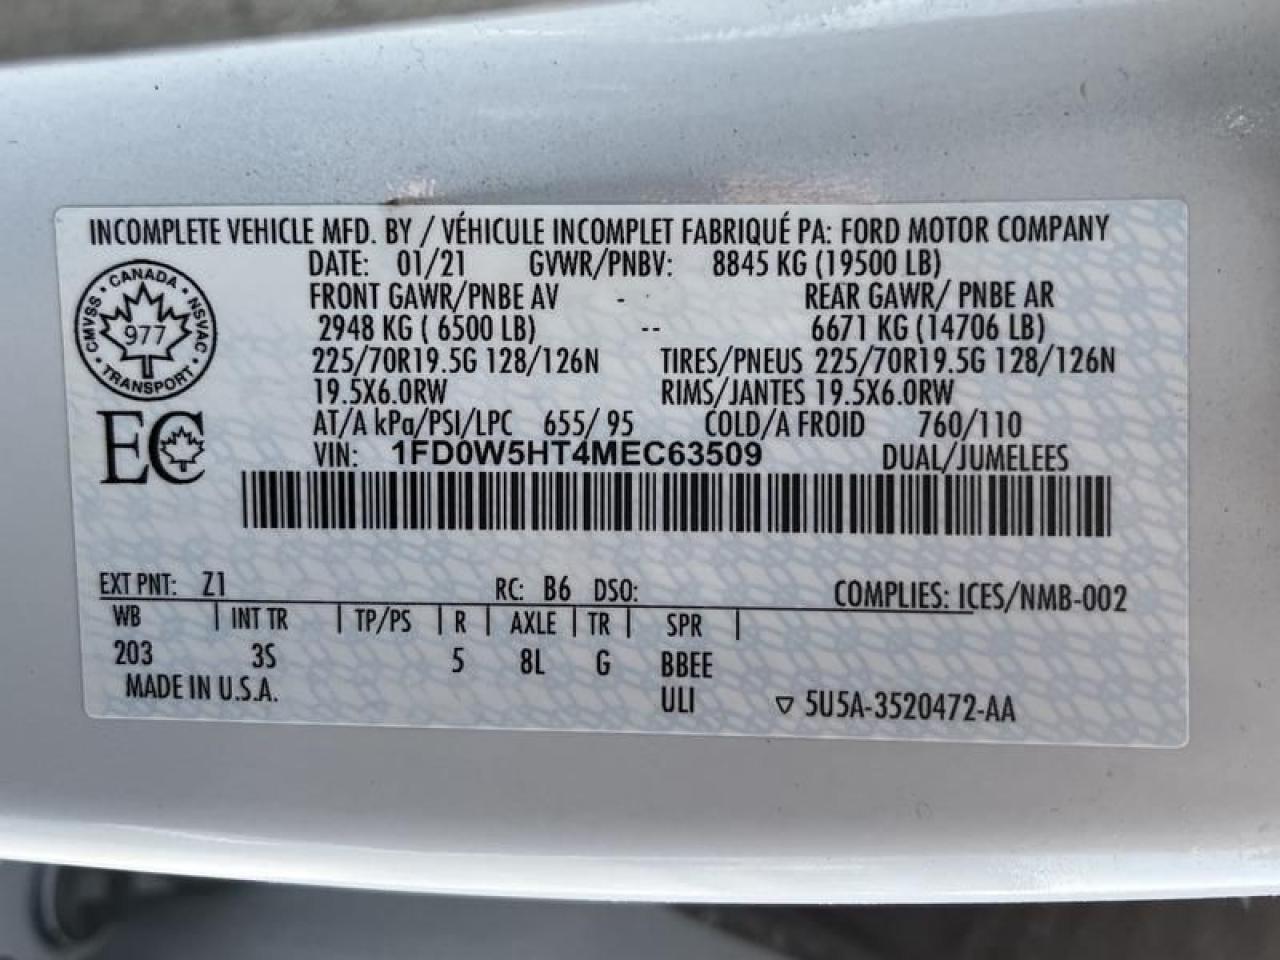 INCOMPLETE VEHICLE MFD. BY / VÉHICULE INCOMPLET FABRIQUÉ PA: FORD MOTOR COMPANY
DATE: 01/21 GVWR/PNBV: 8845 KG (19500 LB)
FRONT GAWR/PNBE AV - REAR GAWR/ PNBE AR
2948 KG ( 6500 LB) -- 6671 KG (14706 LB)
225/70R19.5G 128/126N TIRES/PNEUS 225/70R19.5G 128/126N
19.5X6.0RW RIMS/JANTES 19.5X6.0RW
AT/A kPa/PSI/LPC 655/ 95 COLD/A FROID 760/110
VIN: 1FD0W5HT4MEC63509 DUAL/JUMELEES
CANADA
CMVSS • NSVAC
977
TRANSPORT
EC
EXT PNT: Z1 RC: B6 DSO: COMPLIES: ICES/NMB-002
WB | INT TR | TP/PS | R | AXLE | TR | SPR |
203 3S 5 8L G BBEE
MADE IN U.S.A. ULI ▽ 5U5A-3520472-AA